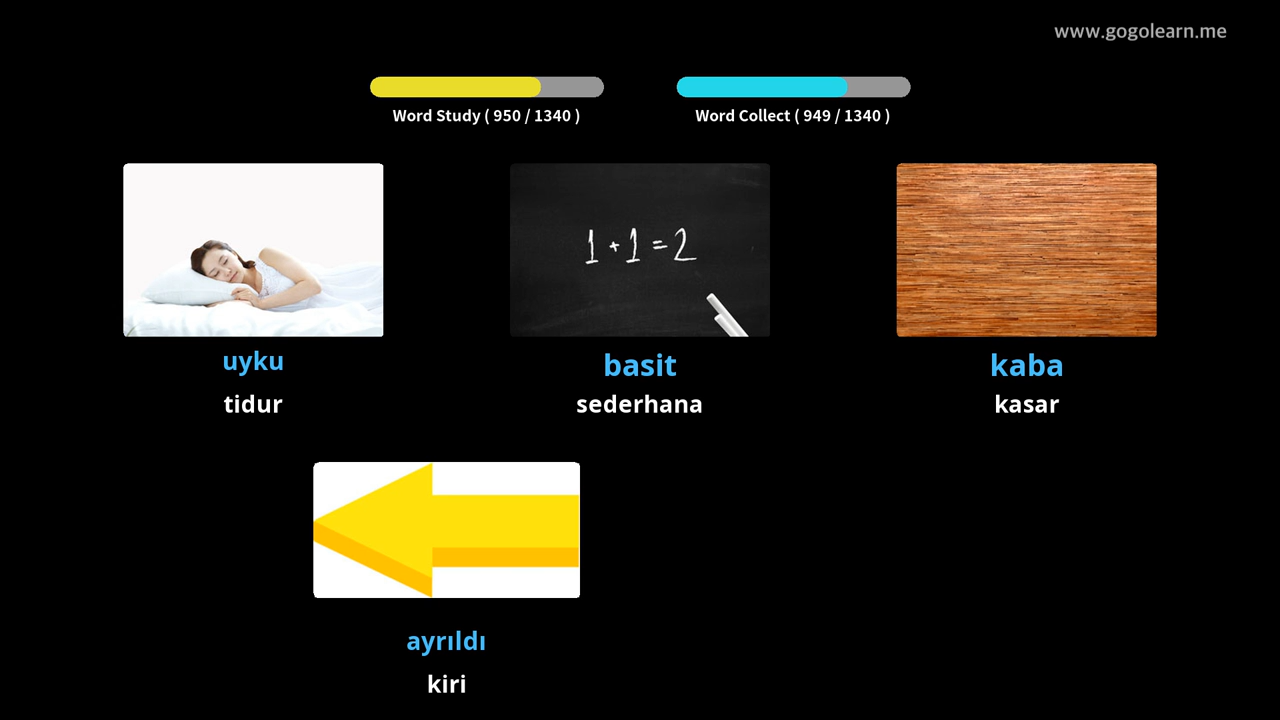 www.gogolearn.me
Word Study ( 950 / 1340 )
Word Collect ( 949 / 1340 )
1 + 1 = 2
uyku
tidur
basit
sederhana
kaba
kasar
ayrıldı
kiri